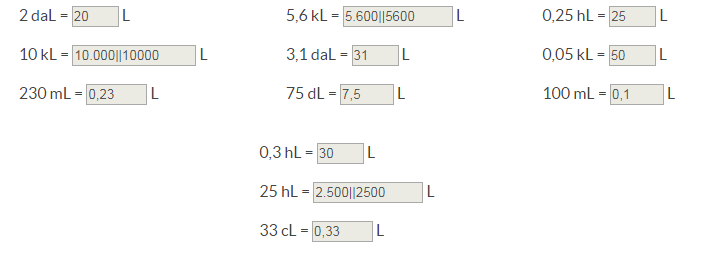 2 daL = 20 L 5,6 kL = 5.600||5600 L 0,25 hL = 25 L
10 kL = 10.000||10000 L 3,1 daL = 31 L 0,05 kL = 50 L
230 mL = 0,23 L 75 dL = 7,5 L 100 mL = 0,1 L
0,3 hL = 30 L
25 hL = 2.500||2500 L
33 cL = 0,33 L